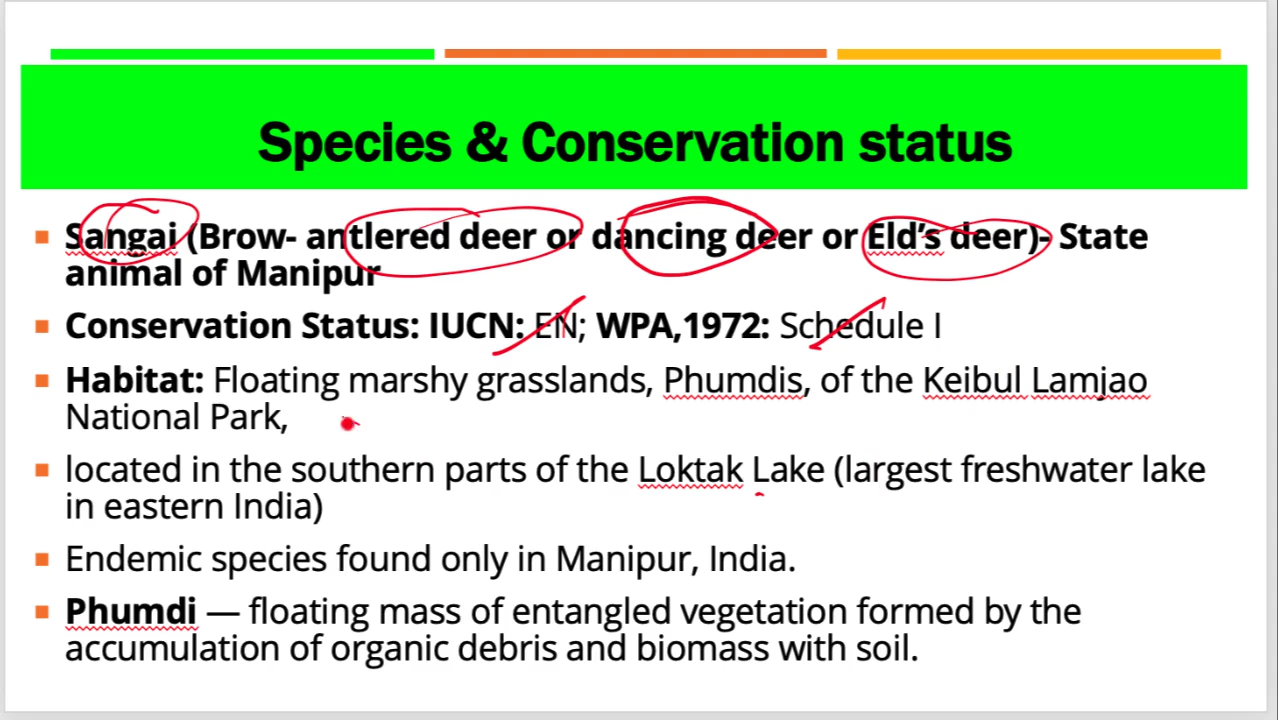 Species & Conservation status
Sangai (Brow- antlered deer or dancing deer or Eld’s deer)- State
animal of Manipur
Conservation Status: IUCN: EN; WPA,1972: Schedule I
Habitat: Floating marshy grasslands, Phumdis, of the Keibul Lamjao
National Park,
located in the southern parts of the Loktak Lake (largest freshwater lake
in eastern India)
Endemic species found only in Manipur, India.
Phumdi — floating mass of entangled vegetation formed by the
accumulation of organic debris and biomass with soil.